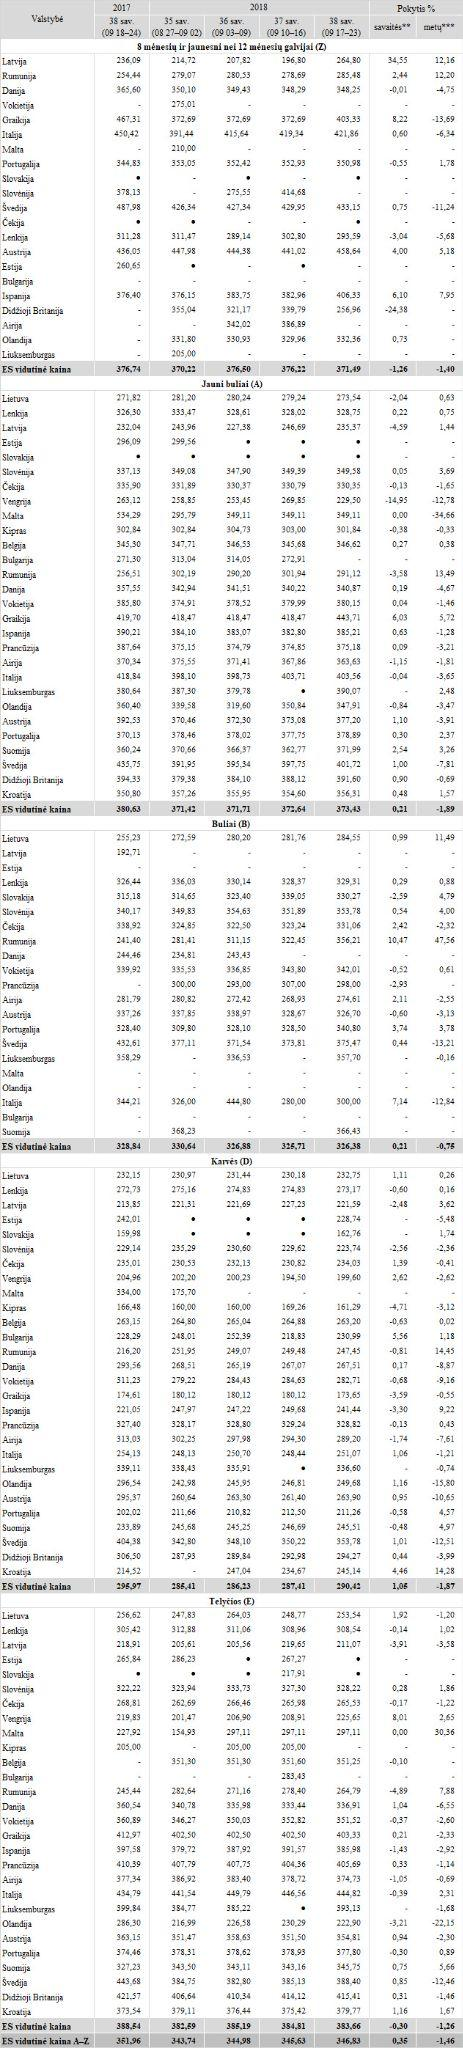 Valstybė 2017 2018 Pokytis %
38 sav. (09 18–24) 35 sav. (08 27–09 02) 36 sav. (09 03–09) 37 sav. (09 10–16) 38 sav. (09 17–23) savaitės** metų***
8 mėnesių ir jaunesni nei 12 mėnesių galvijai (Z)
Latvija 236,09 214,72 207,82 196,80 264,80 34,55 12,16
Rumunija 254,44 279,07 280,53 278,69 285,48 2,44 12,20
Danija 365,60 350,10 349,43 348,29 348,25 -0,01 -4,75
Vokietija - 275,01 - - - - -
Graikija 467,31 372,69 372,69 372,69 403,33 8,22 -13,69
Italija 450,42 391,44 415,64 419,34 421,86 0,60 -6,34
Malta - 210,00 - - - - -
Portugalija 344,83 353,05 352,42 352,93 350,98 -0,55 1,78
Slovakija ● - ● - ● - -
Slovėnija 378,13 - 275,55 414,68 - - -
Švedija 487,98 426,34 427,34 429,95 433,15 0,75 -11,24
Čekija ● ● - - ● - -
Lenkija 311,28 311,47 289,14 302,80 293,59 -3,04 -5,68
Austrija 436,05 447,98 444,38 441,02 458,64 4,00 5,18
Estija 260,65 ● - ● - - -
Bulgarija - - - - - - -
Ispanija 376,40 376,15 383,75 382,96 406,33 6,10 7,95
Didžioji Britanija - 355,04 321,17 339,79 256,96 -24,38 -
Airija - - 342,02 386,89 - - -
Olandija - 331,80 330,93 329,96 332,36 0,73 -
Liuksemburgas - 205,00 - - - - -
ES vidutinė kaina 376,74 370,22 376,50 376,22 371,49 -1,26 -1,40
Jauni buliai (A)
Lietuva 271,82 281,20 280,24 279,24 273,54 -2,04 0,63
Lenkija 326,30 333,47 328,61 328,02 328,75 0,22 0,75
Latvija 232,04 243,96 227,38 246,69 235,37 -4,59 1,44
Estija 296,09 299,56 ● ● ● - -
Slovakija ● ● ● ● ● - -
Slovėnija 337,13 349,08 347,90 349,39 349,58 0,05 3,69
Čekija 335,90 331,89 330,37 330,79 330,35 -0,13 -1,65
Vengrija 263,12 258,85 253,45 269,85 229,50 -14,95 -12,78
Malta 534,29 295,79 349,11 349,11 349,11 0,00 -34,66
Kipras 302,84 302,84 304,73 303,00 301,84 -0,38 -0,33
Belgija 345,30 347,71 346,53 345,68 346,62 0,27 0,38
Bulgarija 271,30 313,04 314,05 272,91 - - -
Rumunija 256,51 302,19 290,20 301,94 291,12 -3,58 13,49
Danija 357,55 342,94 341,51 340,22 340,87 0,19 -4,67
Vokietija 385,80 374,91 378,52 379,99 380,15 0,04 -1,46
Graikija 419,70 418,47 418,47 418,47 443,71 6,03 5,72
Ispanija 390,21 384,10 383,07 382,80 385,21 0,63 -1,28
Prancūzija 387,64 375,15 374,79 374,85 375,18 0,09 -3,21
Airija 370,34 375,55 371,41 367,86 363,63 -1,15 -1,81
Italija 418,84 398,10 398,73 403,71 403,56 -0,04 -3,65
Liuksemburgas 380,64 387,30 379,78 ● 390,07 - 2,48
Olandija 360,40 339,58 319,60 350,84 347,91 -0,84 -3,47
Austrija 392,53 370,46 372,30 373,08 377,20 1,10 -3,91
Portugalija 370,13 378,46 378,02 377,75 378,89 0,30 2,37
Suomija 360,24 370,66 366,37 362,77 371,99 2,54 3,26
Švedija 435,75 391,95 395,34 397,75 401,72 1,00 -7,81
Didžioji Britanija 394,33 379,38 384,10 388,12 391,60 0,90 -0,69
Kroatija 350,80 357,26 355,95 354,60 356,31 0,48 1,57
ES vidutinė kaina 380,63 371,42 371,71 372,64 373,43 0,21 -1,89
Buliai (B)
Lietuva 255,23 272,59 280,20 281,76 284,55 0,99 11,49
Latvija 192,71 - - - - - -
Estija - - - - - - -
Lenkija 326,44 336,03 330,14 328,37 329,31 0,29 0,88
Slovakija 315,18 314,65 323,40 339,05 330,27 -2,59 4,79
Slovėnija 340,17 349,83 354,63 351,89 353,78 0,54 4,00
Čekija 338,92 324,85 322,50 323,24 331,06 2,42 -2,32
Rumunija 241,40 281,41 311,15 322,45 356,21 10,47 47,56
Danija 244,46 234,81 243,43 - - - -
Vokietija 339,92 335,53 336,85 343,80 342,01 -0,52 0,61
Prancūzija - 300,00 293,00 307,00 298,00 -2,93 -
Airija 281,79 280,82 272,42 268,93 274,61 2,11 -2,55
Austrija 337,26 337,85 338,97 328,67 326,70 -0,60 -3,13
Portugalija 328,40 309,80 328,10 328,50 340,80 3,74 3,78
Švedija 432,61 377,11 371,54 373,81 375,47 0,44 -13,21
Liuksemburgas 358,29 - 336,53 - 357,70 - -0,16
Malta - - - - - - -
Olandija - - - - - - -
Italija 344,21 326,00 444,80 280,00 300,00 7,14 -12,84
Bulgarija - - - - - - -
Suomija - 368,23 - - 366,43 - -
ES vidutinė kaina 328,84 330,64 326,88 325,71 326,38 0,21 -0,75
Karvės (D)
Lietuva 232,15 230,97 231,44 230,18 232,75 1,11 0,26
Lenkija 272,73 275,16 274,83 274,83 273,17 -0,60 0,16
Latvija 213,85 221,31 221,69 227,23 221,59 -2,48 3,62
Estija 242,01 ● ● ● 228,74 - -5,48
Slovakija 159,98 ● ● ● 162,76 - 1,74
Slovėnija 229,14 235,29 230,60 229,62 223,74 -2,56 -2,36
Čekija 235,01 230,53 232,13 230,82 234,03 1,39 -0,41
Vengrija 204,96 202,20 200,23 194,50 199,60 2,62 -2,62
Malta 334,00 175,70 - - - - -
Kipras 166,48 160,00 160,00 169,26 161,29 -4,71 -3,12
Belgija 263,15 264,80 265,04 264,88 263,20 -0,63 0,02
Bulgarija 228,29 248,01 252,39 218,83 230,99 5,56 1,18
Rumunija 216,20 251,95 249,07 249,48 247,45 -0,81 14,45
Danija 293,56 268,51 265,19 267,07 267,51 0,17 -8,87
Vokietija 311,23 279,22 284,43 284,63 282,71 -0,68 -9,16
Graikija 174,61 180,12 180,12 180,12 173,65 -3,59 -0,55
Ispanija 221,05 247,97 247,22 249,68 241,44 -3,30 9,22
Prancūzija 327,40 328,17 328,80 329,24 328,82 -0,13 0,43
Airija 313,03 302,25 297,98 294,30 289,20 -1,74 -7,61
Italija 254,13 248,13 250,70 248,44 251,07 1,06 -1,21
Liuksemburgas 339,11 338,43 335,91 ● 336,60 - -0,74
Olandija 296,54 242,98 245,95 246,81 249,68 1,16 -15,80
Austrija 295,37 260,64 263,30 261,40 263,90 0,95 -10,65
Portugalija 202,02 211,66 210,82 212,50 211,26 -0,58 4,57
Suomija 233,89 245,68 245,25 246,69 245,51 -0,48 4,97
Švedija 404,38 342,80 348,10 350,22 353,78 1,01 -12,51
Didžioji Britanija 306,50 287,93 289,84 292,98 294,27 0,44 -3,99
Kroatija 214,52 - 247,04 234,67 245,14 4,46 14,28
ES vidutinė kaina 295,97 285,41 286,23 287,41 290,42 1,05 -1,87
Telyčios (E)
Lietuva 256,62 247,83 264,03 248,77 253,54 1,92 -1,20
Lenkija 305,42 312,88 311,06 308,96 308,54 -0,14 1,02
Latvija 218,91 205,61 205,56 219,65 211,07 -3,91 -3,58
Estija 265,84 286,23 ● 267,27 ● - -
Slovakija ● ● ● 217,91 ● - -
Slovėnija 322,22 323,94 333,73 327,30 328,22 0,28 1,86
Čekija 268,81 262,69 266,46 265,98 265,53 -0,17 -1,22
Vengrija 219,83 201,47 206,90 208,91 225,65 8,01 2,65
Malta 227,92 154,93 297,11 297,11 297,11 0,00 30,36
Kipras 205,00 - 205,00 205,00 - - -
Belgija - 351,30 351,30 351,60 351,25 -0,10 -
Bulgarija - - - 283,43 - - -
Rumunija 245,44 282,64 271,16 278,40 264,79 -4,89 7,88
Danija 360,54 340,78 335,98 333,44 336,91 1,04 -6,55
Vokietija 360,89 346,27 350,03 352,82 351,52 -0,37 -2,60
Graikija 412,97 402,50 402,50 402,50 403,33 0,21 -2,33
Ispanija 397,58 379,72 387,92 391,57 385,98 -1,43 -2,92
Prancūzija 410,39 407,79 407,75 404,36 405,69 0,33 -1,14
Airija 377,34 386,92 383,40 378,72 374,73 -1,05 -0,69
Italija 434,79 441,54 449,79 446,56 444,82 -0,39 2,31
Liuksemburgas 399,84 384,77 385,22 ● 393,13 - -1,68
Olandija 286,30 216,99 226,58 230,29 222,90 -3,21 -22,15
Austrija 363,15 351,47 358,63 351,50 354,81 0,94 -2,30
Portugalija 374,46 378,31 378,62 378,93 377,80 -0,30 0,89
Suomija 327,23 343,50 343,11 343,16 345,75 0,75 5,66
Švedija 443,68 384,75 382,80 385,13 388,40 0,85 -12,46
Didžioji Britanija 421,57 406,64 410,34 414,12 415,41 0,31 -1,46
Kroatija 373,54 379,11 376,44 375,42 379,77 1,16 1,67
ES vidutinė kaina 388,54 382,59 385,19 384,81 383,66 -0,30 -1,26
ES vidutinė kaina A–Z 351,96 343,74 344,98 345,63 346,83 0,35 -1,46